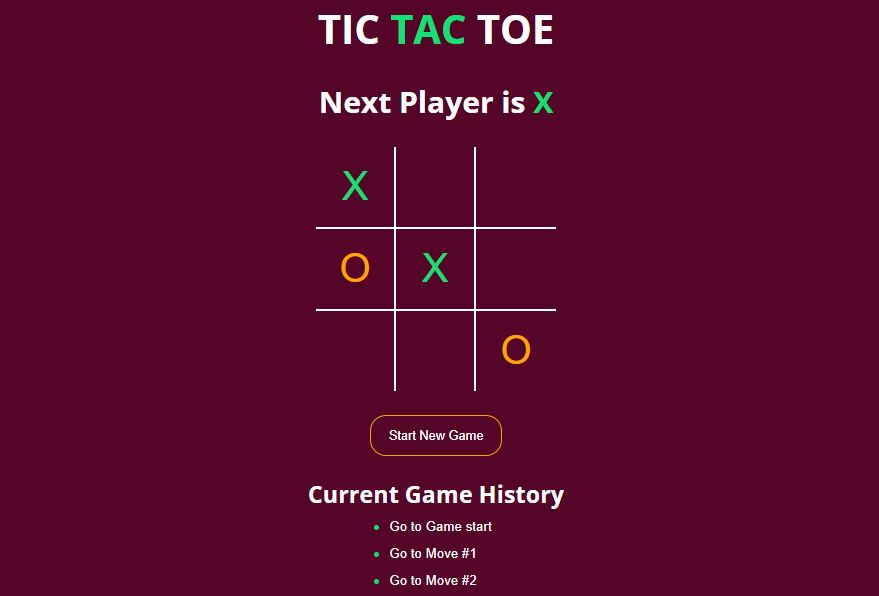 TIC TAC TOE
Next Player is X
X
O X
O
Start New Game
Current Game History
Go to Game start
Go to Move #1
Go to Move #2